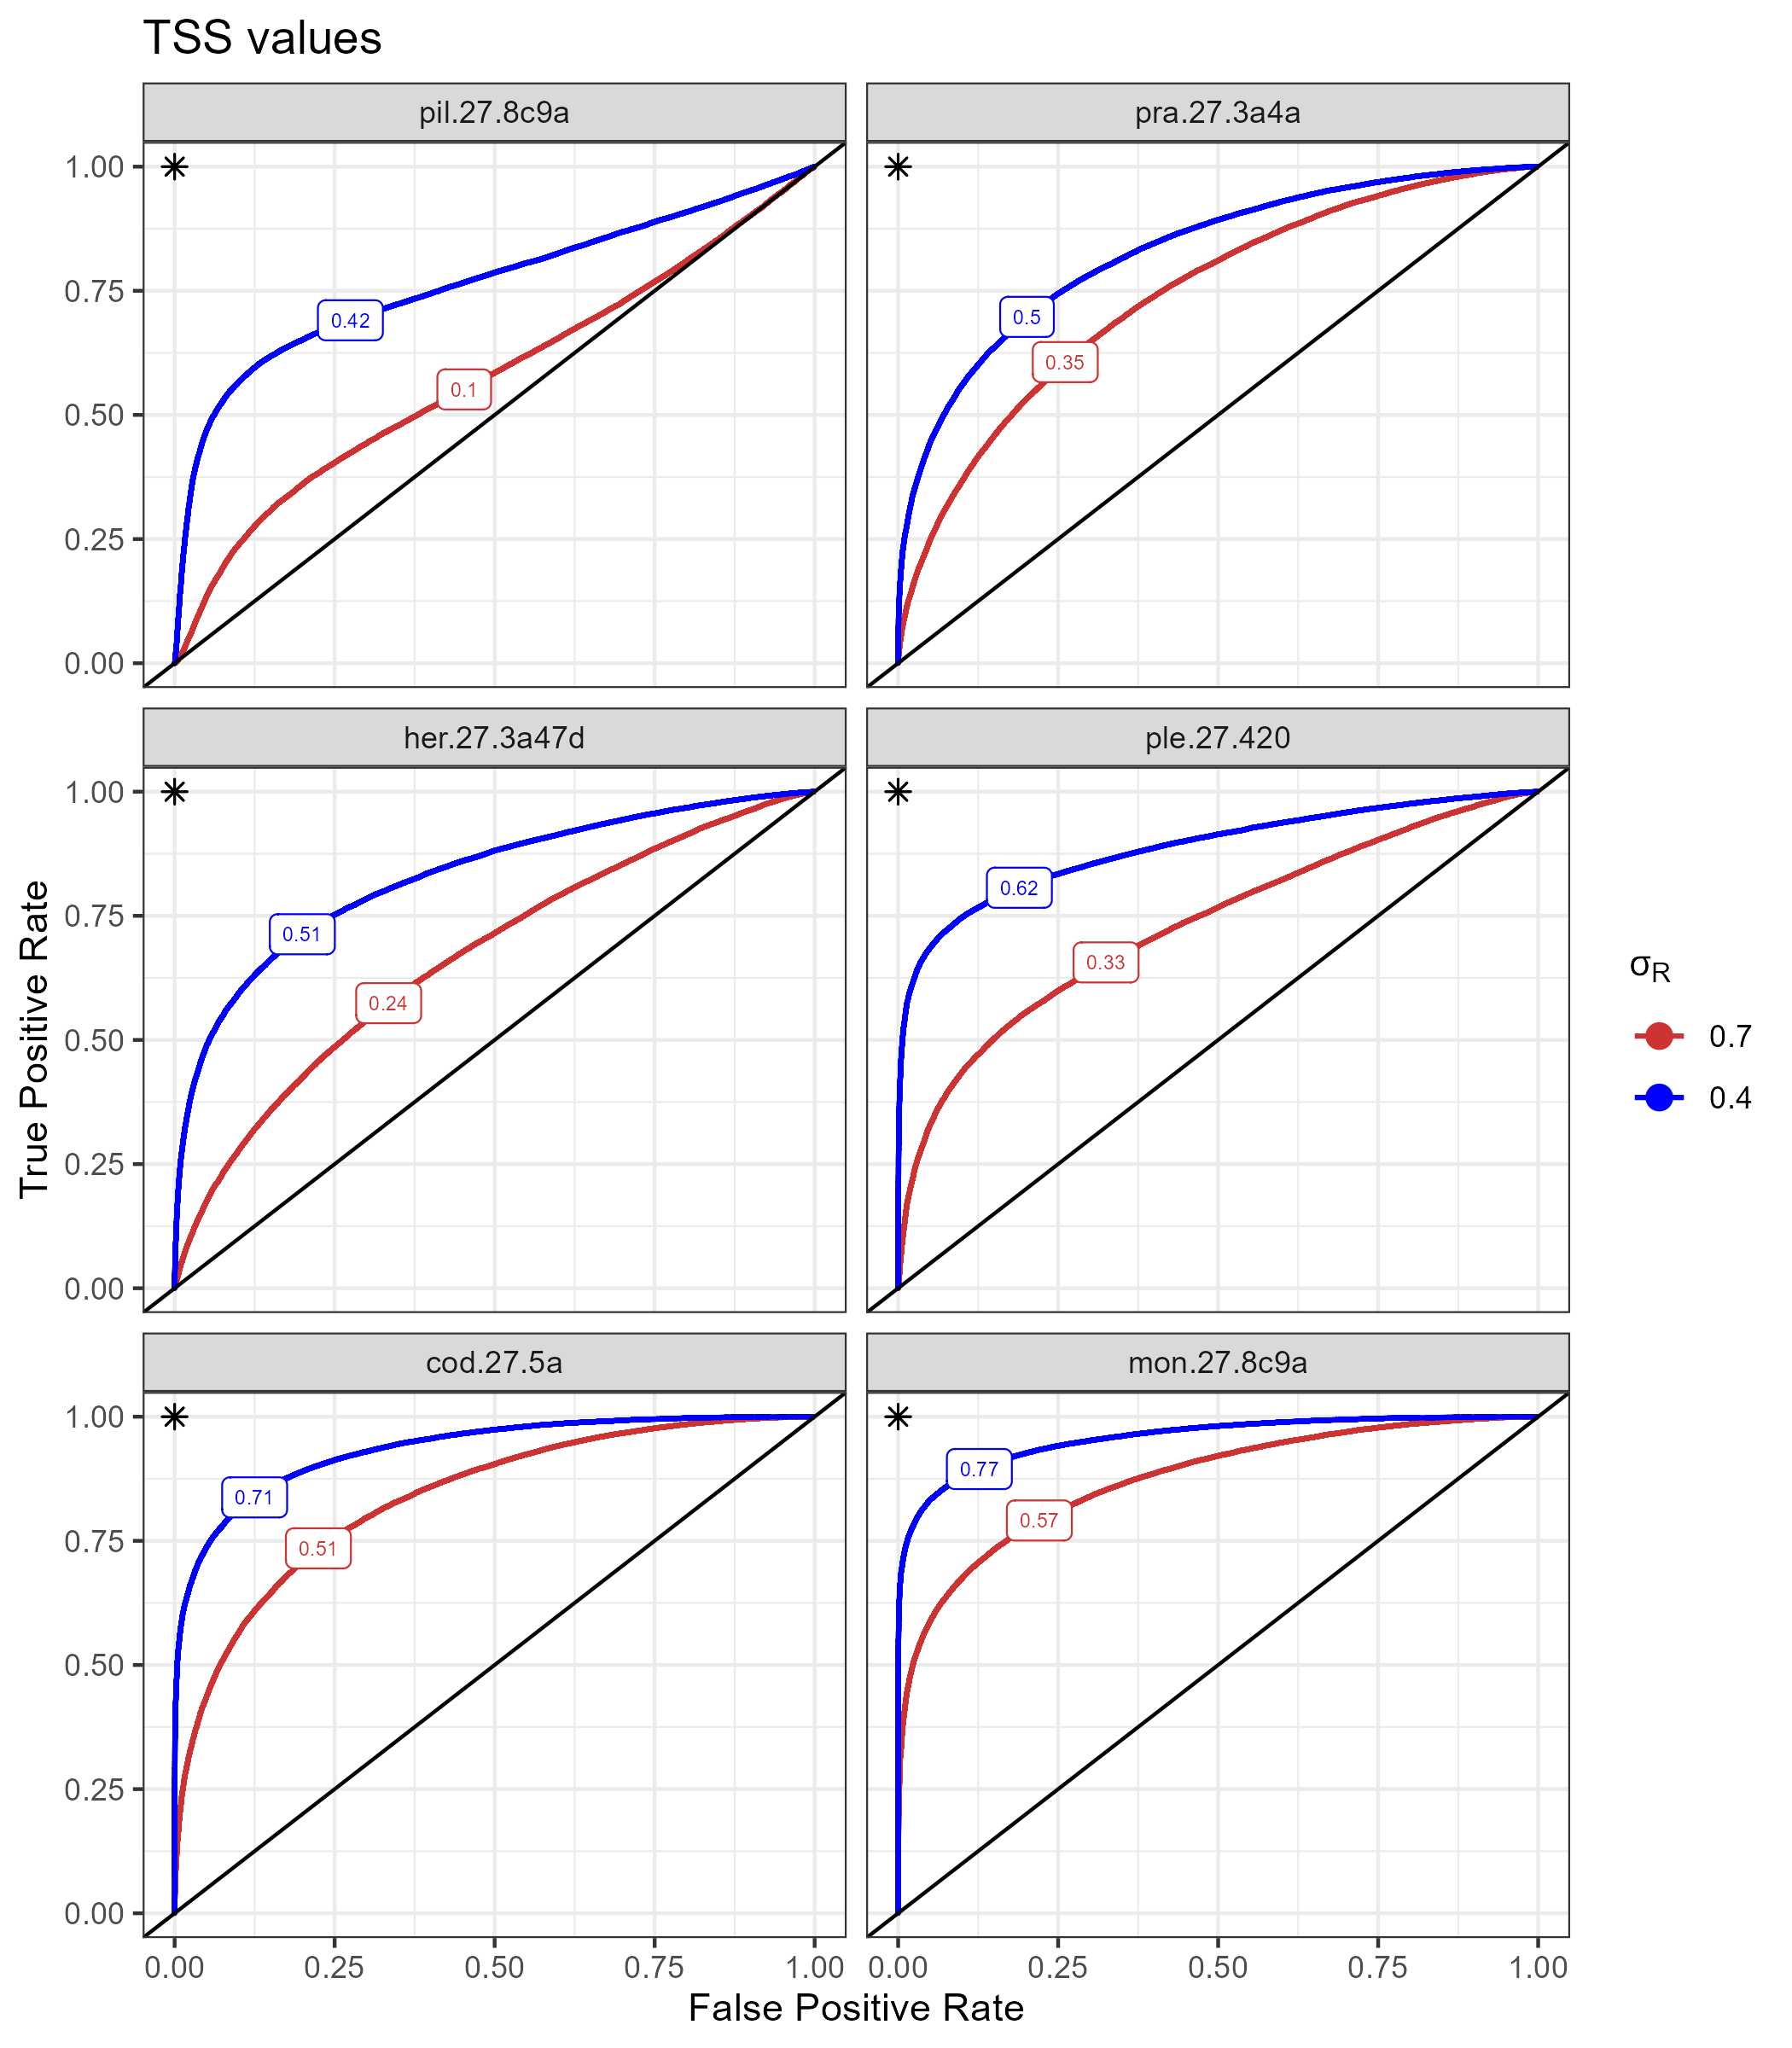 TSS values
pil.27.8c9a
pra.27.3a4a
1.00
0.75
0.50
0.25
0.00
0.42
0.1
0.5
0.35
her.27.3a47d
ple.27.420
1.00
0.75
0.50
0.25
0.00
0.51
0.24
0.62
0.33
True Positive Rate
σR
0.7
0.4
cod.27.5a
mon.27.8c9a
1.00
0.75
0.50
0.25
0.00
0.71
0.51
0.77
0.57
0.00 0.25 0.50 0.75 1.00 0.00 0.25 0.50 0.75 1.00
False Positive Rate